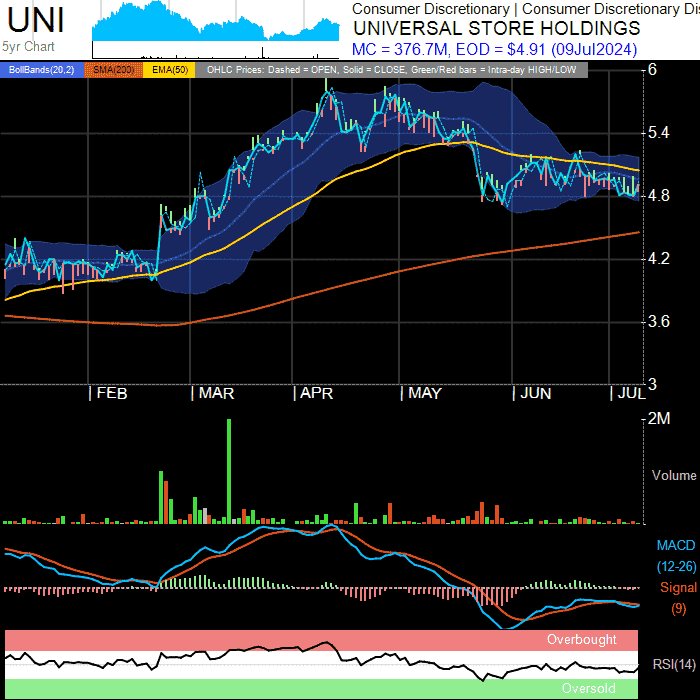 UNI
5yr Chart
Consumer Discretionary | Consumer Discretionary Dis
UNIVERSAL STORE HOLDINGS
MC = 376.7M, EOD = $4.91 (09Jul2024)
BollBands(20,2) SMA(200) EMA(50) OHLC Prices: Dashed = OPEN, Solid = CLOSE, Green/Red bars = Intra-day HIGH/LOW
6
5.4
4.8
4.2
3.6
3
| FEB | MAR | APR | MAY | JUN | JUL
2M
Volume
MACD
(12-26)
Signal
(9)
Overbought
RSI(14)
Oversold